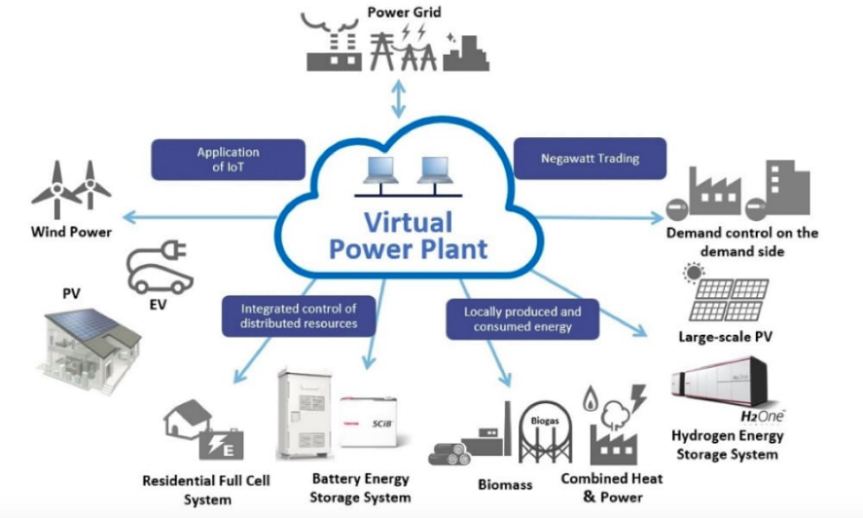 Power Grid
Application
of IoT
Negawatt Trading
Virtual
Power Plant
Wind Power
Demand control on the
demand side
EV
PV
Integrated control of
distributed resources
Locally produced and
consumed energy
Large-scale PV
SCiB
Biogas
E
H2One
Hydrogen Energy
Storage System
Residential Full Cell
System
Battery Energy
Storage System
Biomass
Combined Heat
& Power